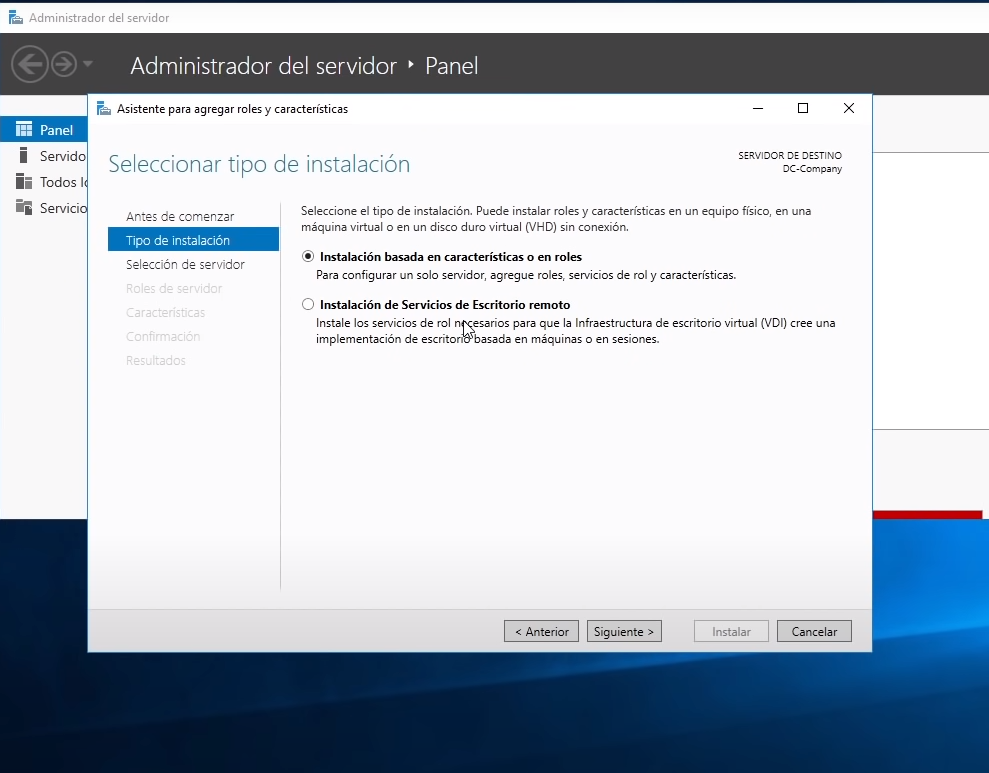 Administrador del servidor
Administrador del servidor ‣ Panel
Panel
Servido
Todos lo
Servicio
Asistente para agregar roles y características
Seleccionar tipo de instalación
SERVIDOR DE DESTINO
DC-Company
Antes de comenzar
Tipo de instalación
Selección de servidor
Roles de servidor
Características
Confirmación
Resultados
Seleccione el tipo de instalación. Puede instalar roles y características en un equipo físico, en una
máquina virtual o en un disco duro virtual (VHD) sin conexión.
Instalación basada en características o en roles
Para configurar un solo servidor, agregue roles, servicios de rol y características.
Instalación de Servicios de Escritorio remoto
Instale los servicios de rol necesarios para que la Infraestructura de escritorio virtual (VDI) cree una
implementación de escritorio basada en máquinas o en sesiones.
< Anterior
Siguiente >
Instalar
Cancelar